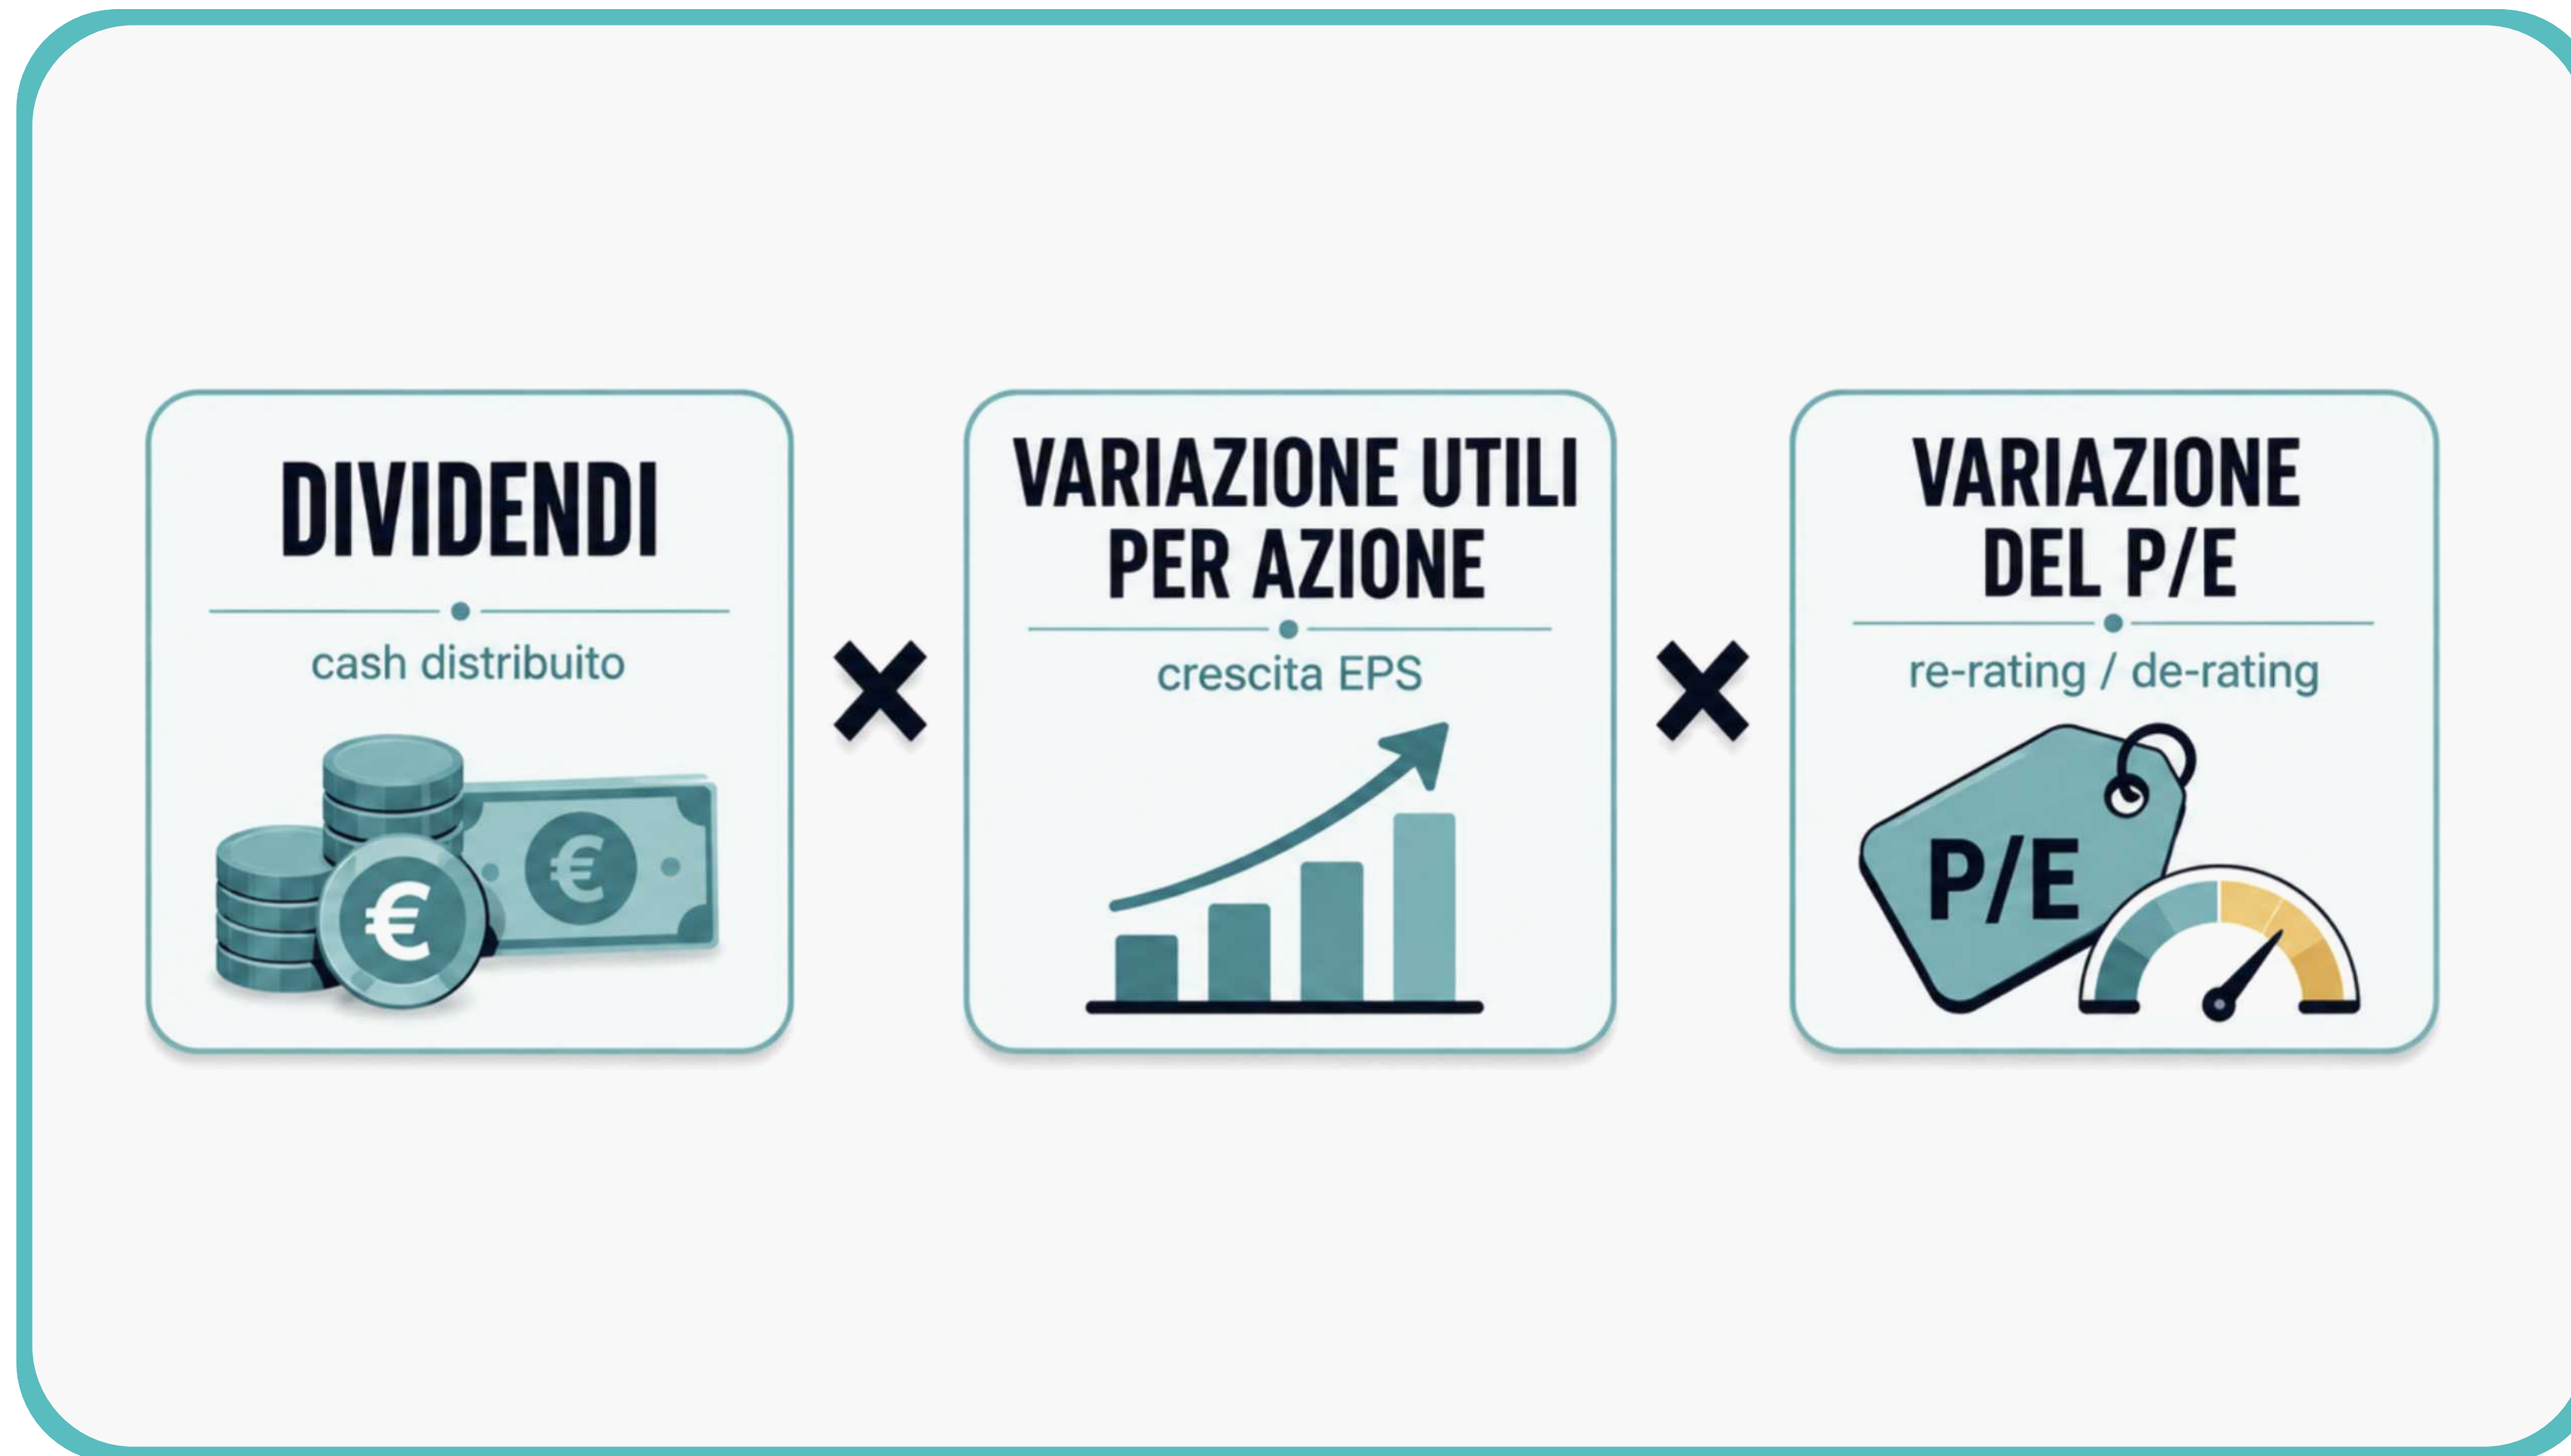 DIVIDENDI
cash distribuito
€
€
×
VARIAZIONE UTILI
PER AZIONE
crescita EPS
×
VARIAZIONE
DEL P/E
re-rating / de-rating
P/E